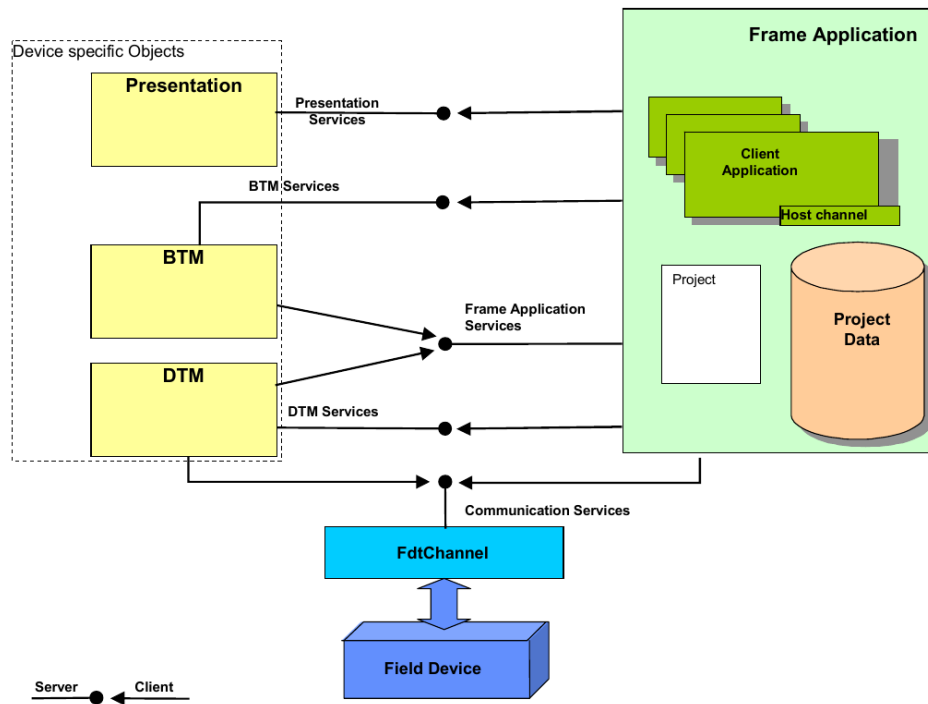 Frame Application
Device specific Objects
Presentation
Presentation
Services
Client
Application
BTM Services
Host channel
BTM
Project
Frame Application
Services
Project
Data
DTM
DTM Services
Communication Services
FdtChannel
Field Device
Server
Client